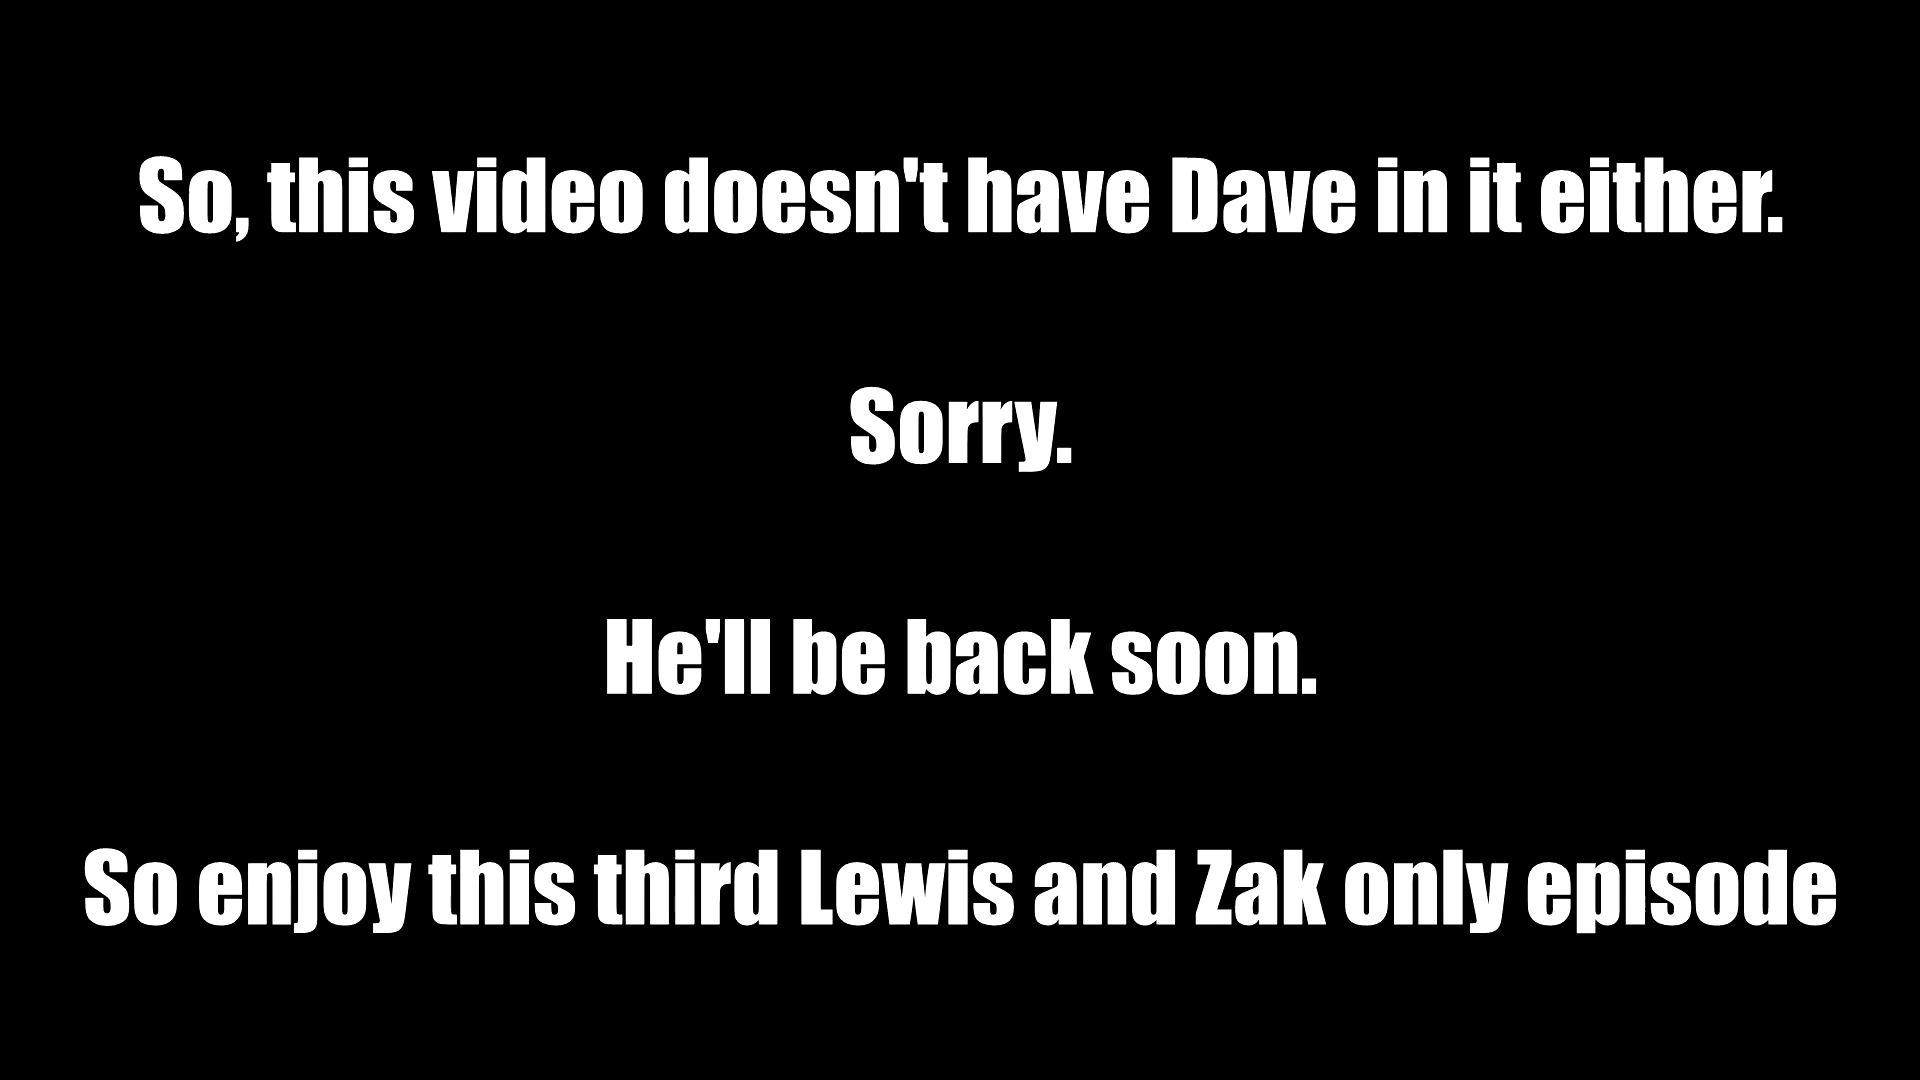 So, this video doesn't have Dave in it either.
Sorry.
He'll be back soon.
So enjoy this third Lewis and Zak only episode